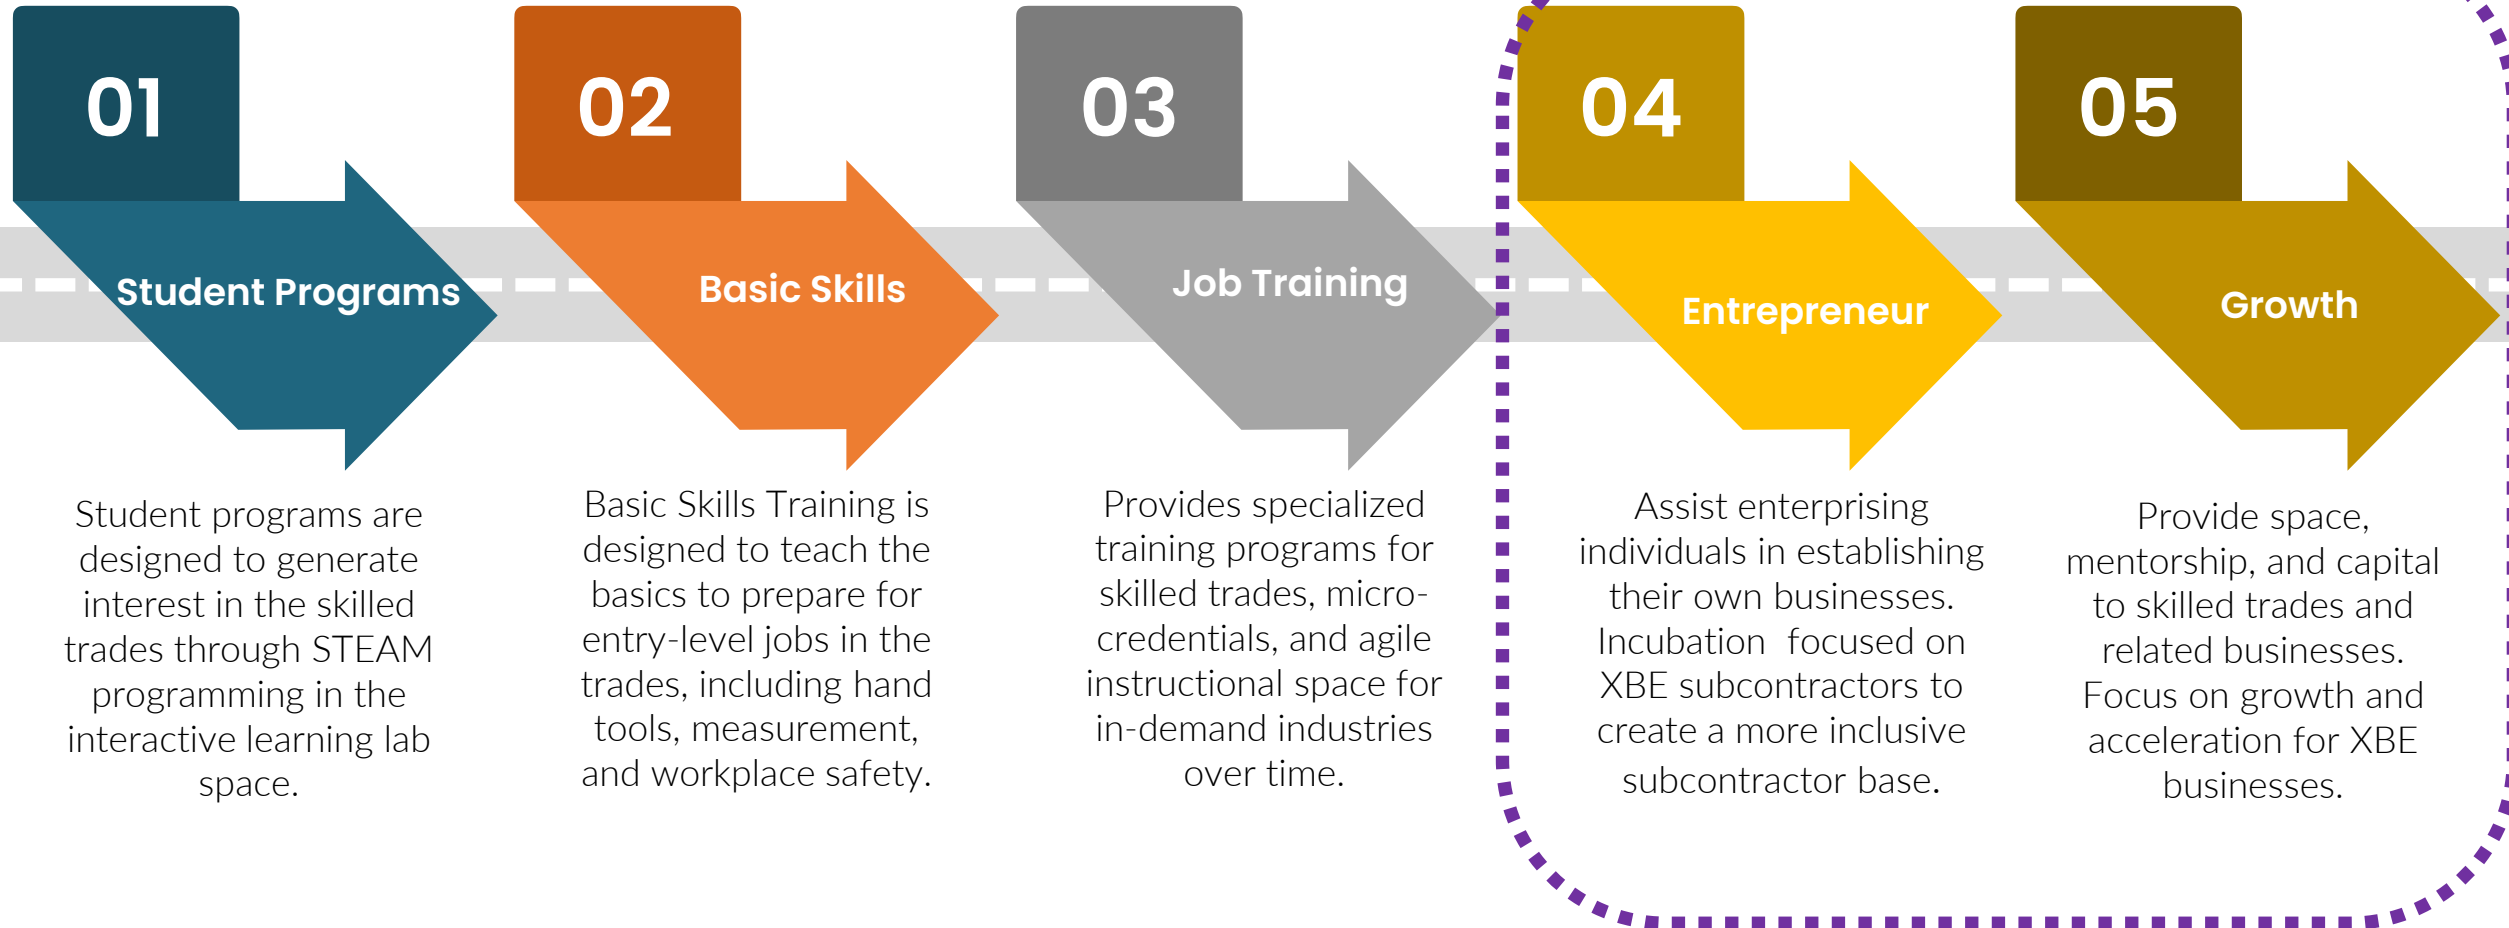 01
Student Programs
Student programs are
designed to generate
interest in the skilled
trades through STEAM
programming in the
interactive learning lab
space.
02
Basic Skills
Basic Skills Training is
designed to teach the
basics to prepare for
entry-level jobs in the
trades, including hand
tools, measurement,
and workplace safety.
03
Job Training
Provides specialized
training programs for
skilled trades, micro-
credentials, and agile
instructional space for
in-demand industries
over time.
04
Entrepreneur
Assist enterprising
individuals in establishing
their own businesses.
Incubation  focused on
XBE subcontractors to
create a more inclusive
subcontractor base.
05
Growth
Provide space,
mentorship, and capital
to skilled trades and
related businesses.
Focus on growth and
acceleration for XBE
businesses.